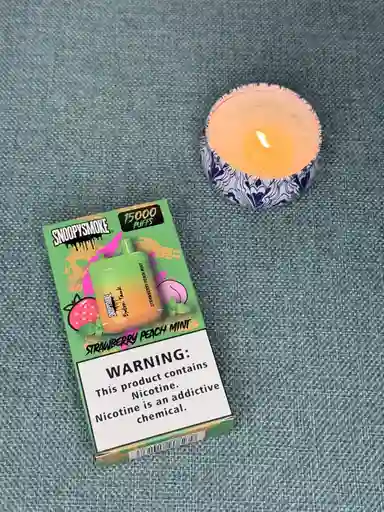 SNOOPYSMOKE
15000
PUFFS
STRAWBERRY PEACH MINT
WARNING:
This product contains
Nicotine.
Nicotine is an addictive
chemical.